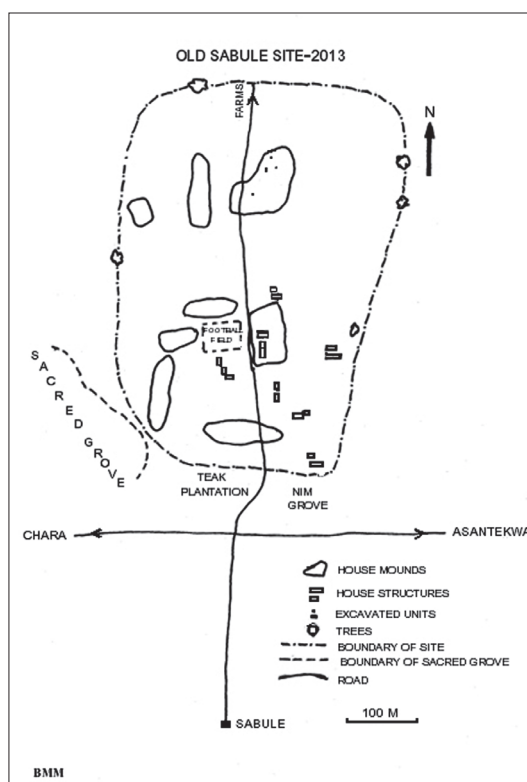 OLD SABULE SITE-2013
FARMS
N
FOOTBALL
FIELD
SACRED GROVE
TEAK
PLANTATION
NIM
GROVE
CHARA
ASANTEKWA
HOUSE MOUNDS
HOUSE STRUCTURES
EXCAVATED UNITS
TREES
BOUNDARY OF SITE
BOUNDARY OF SACRED GROVE
ROAD
SABULE
100 M
BMM